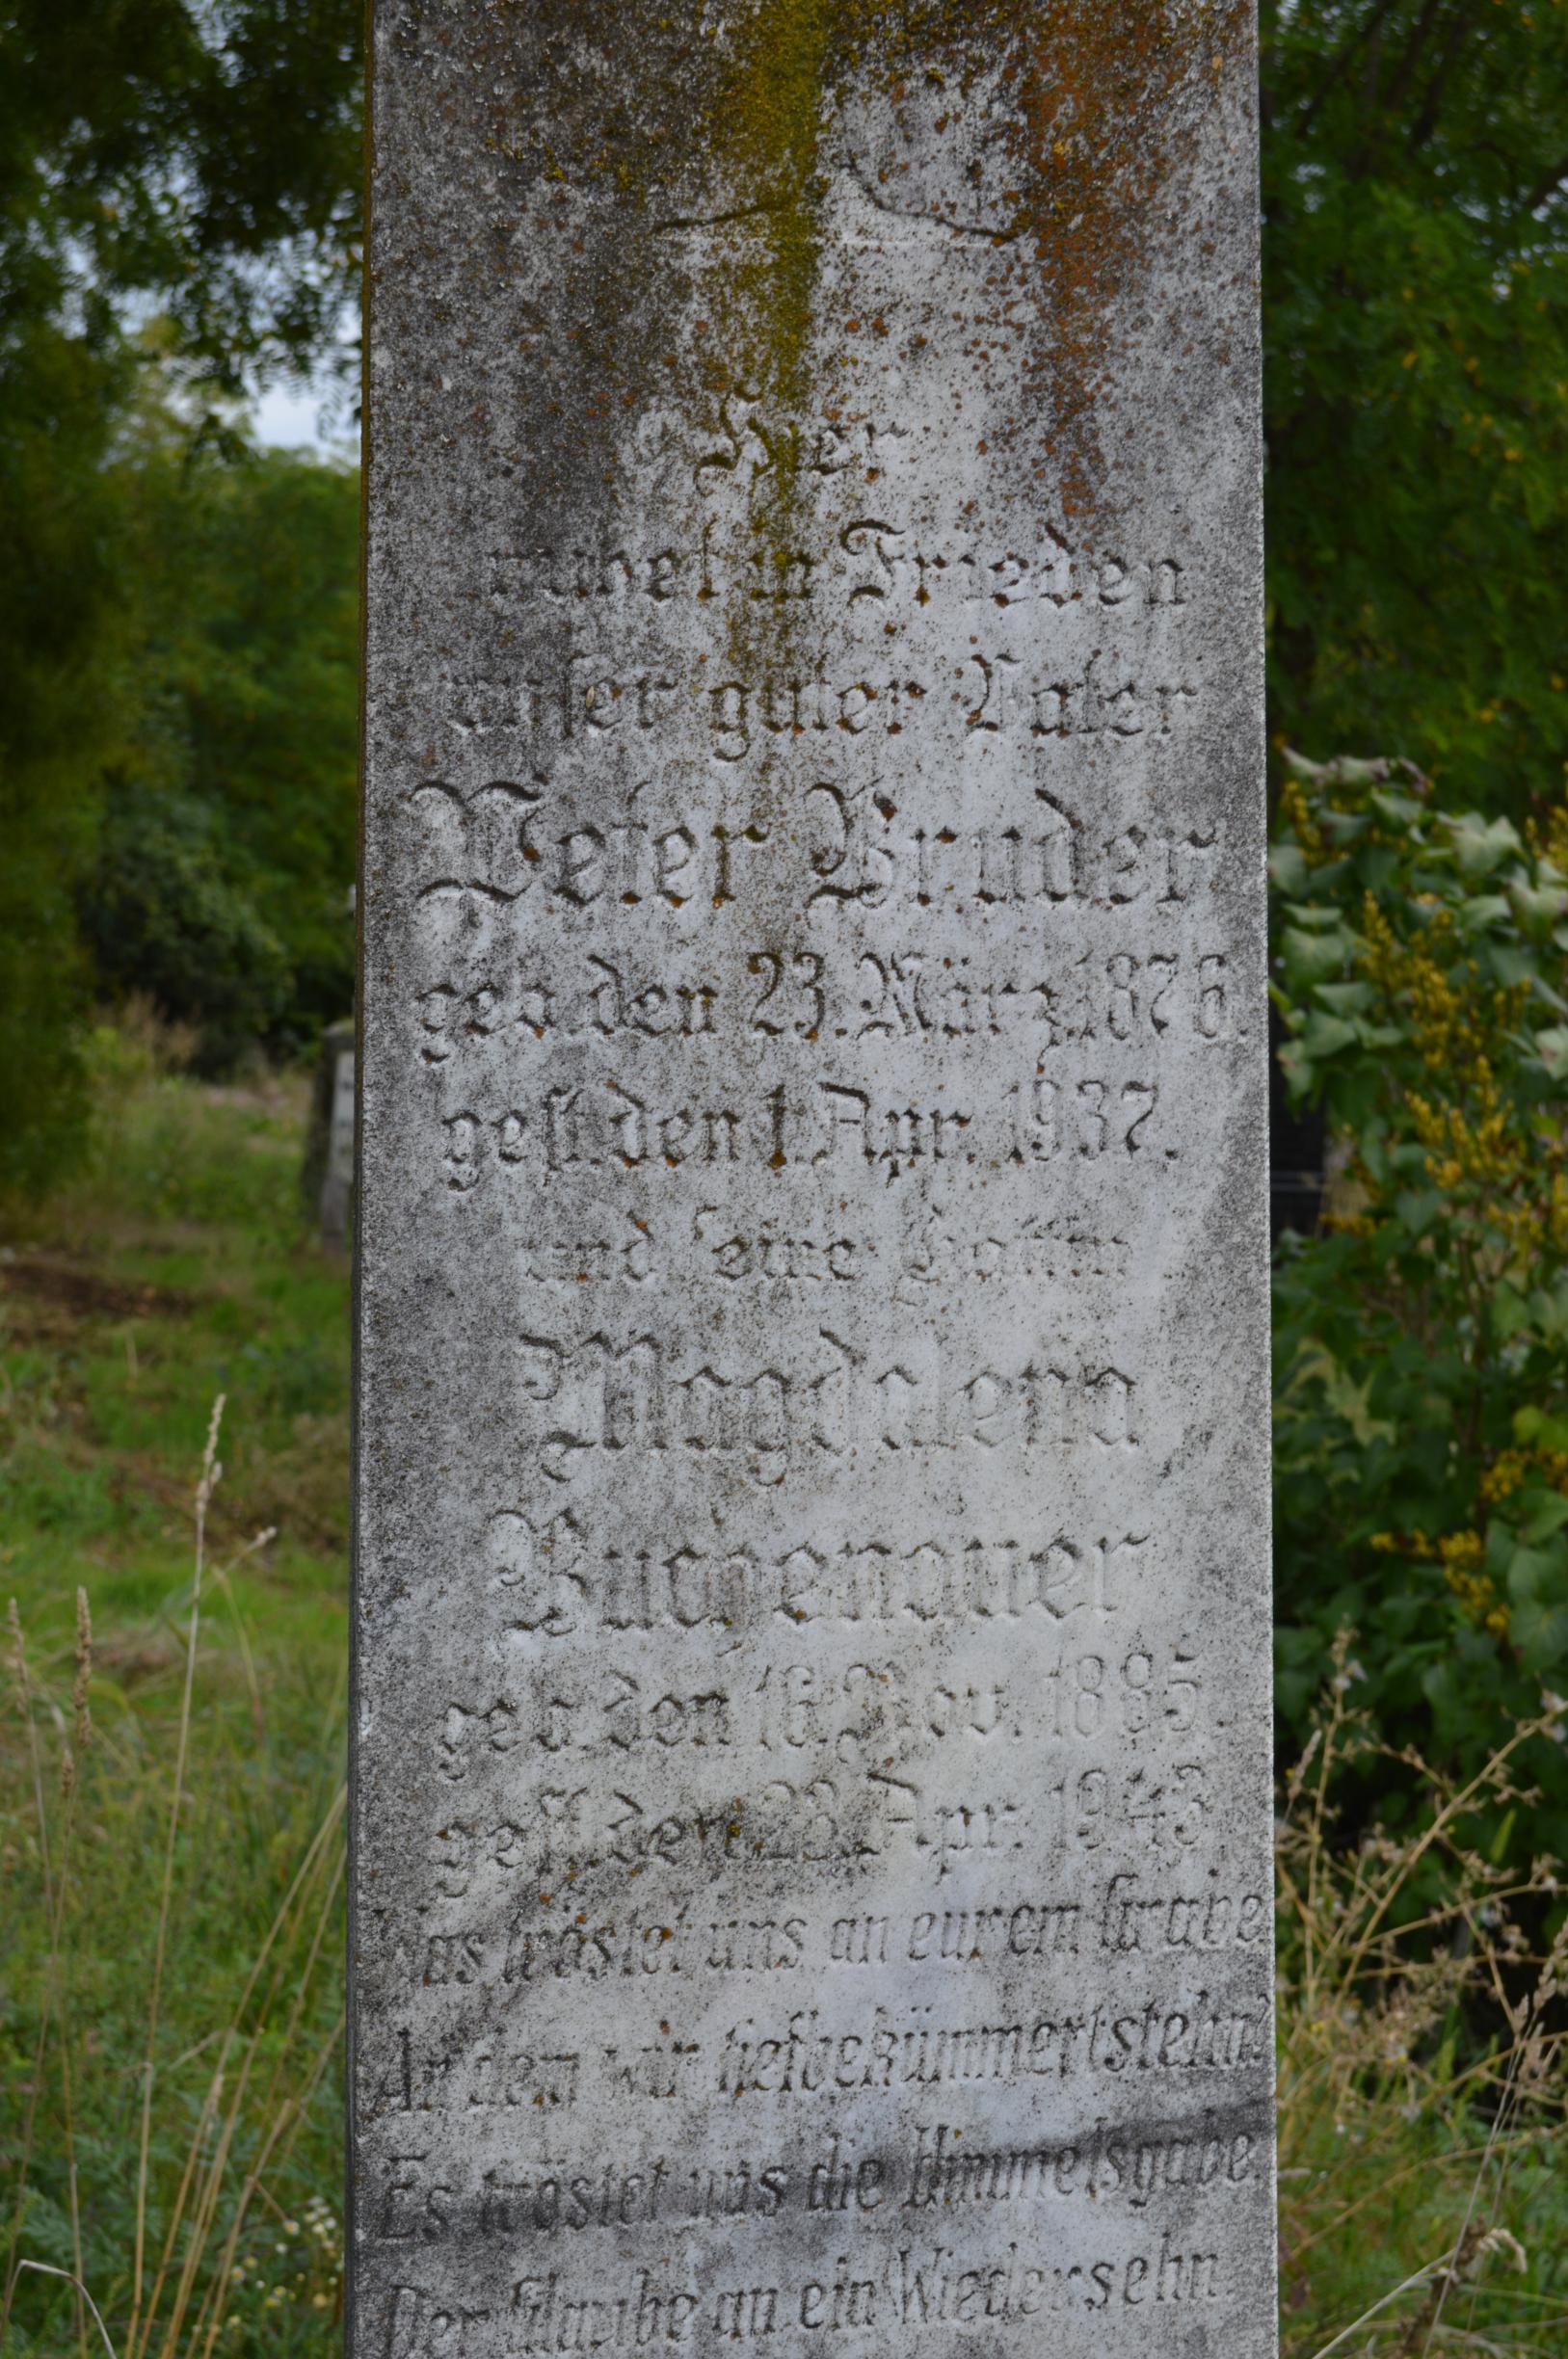 Hier
ruhet in Frieden
unser guter Vater
Peter Bruder
geb. den 23. März 1876.
gest. den 1. Apr. 1937.
und seine Gattin
Magdalena
Buchenauer
geb. den 16. Nov. 1885.
gest. den Apr. 1943.
Was tröstet uns an eurem Grabe
An dem wir tiefbekümmert stehn
Es tröstet uns die Himmelsgabe,
Der Glaube an ein Wiedersehn